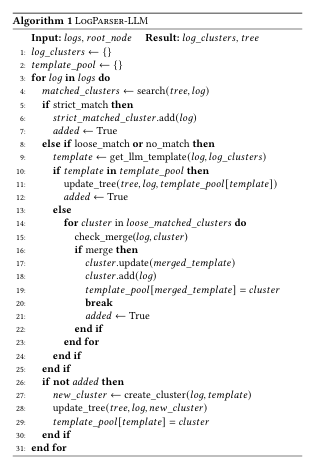 Algorithm 1 LogParser-LLM
Input: logs, root_node Result: log_clusters, tree
1: log_clusters ← {}
2: template_pool ← {}
3: for log in logs do
4: matched_clusters ← search(tree, log)
5: if strict_match then
6: strict_matched_cluster.add(log)
7: added ← True
8: else if loose_match or no_match then
9: template ← get_llm_template(log, log_clusters)
10: if template in template_pool then
11: update_tree(tree, log, template_pool[template])
12: added ← True
13: else
14: for cluster in loose_matched_clusters do
15: check_merge(log, cluster)
16: if merge then
17: cluster.update(merged_template)
18: cluster.add(log)
19: template_pool[merged_template] = cluster
20: break
21: added ← True
22: end if
23: end for
24: end if
25: end if
26: if not added then
27: new_cluster ← create_cluster(log, template)
28: update_tree(tree, log, new_cluster)
29: template_pool[template] = cluster
30: end if
31: end for